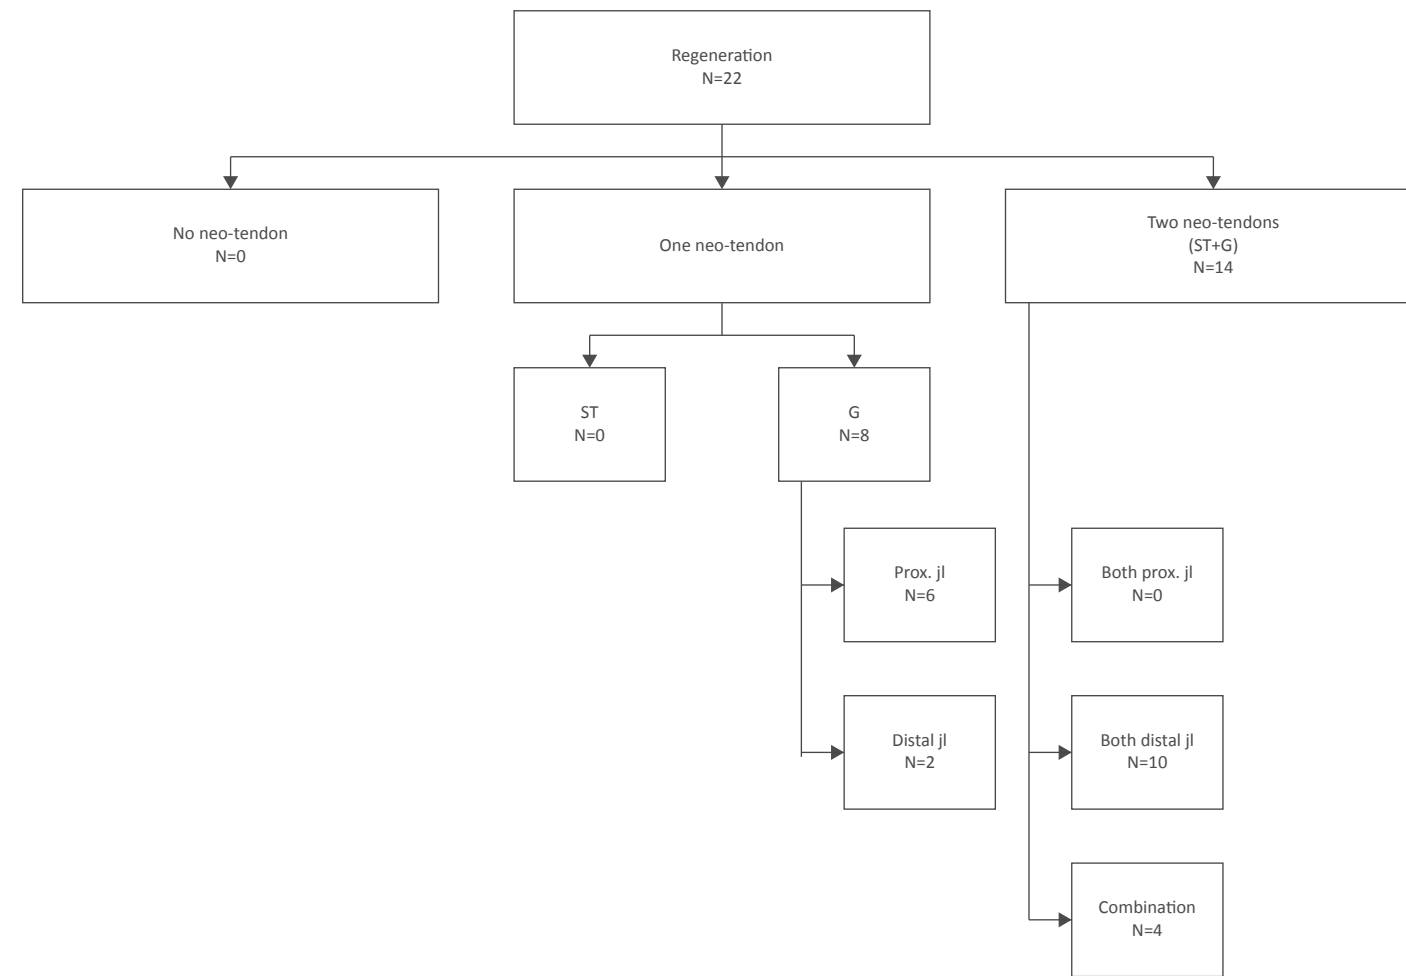 Regeneration
N=22
No neo-tendon
N=0
One neo-tendon
Two neo-tendons
(ST+G)
N=14
ST
N=0
G
N=8
Prox. jl
N=6
Both prox. jl
N=0
Distal jl
N=2
Both distal jl
N=10
Combination
N=4